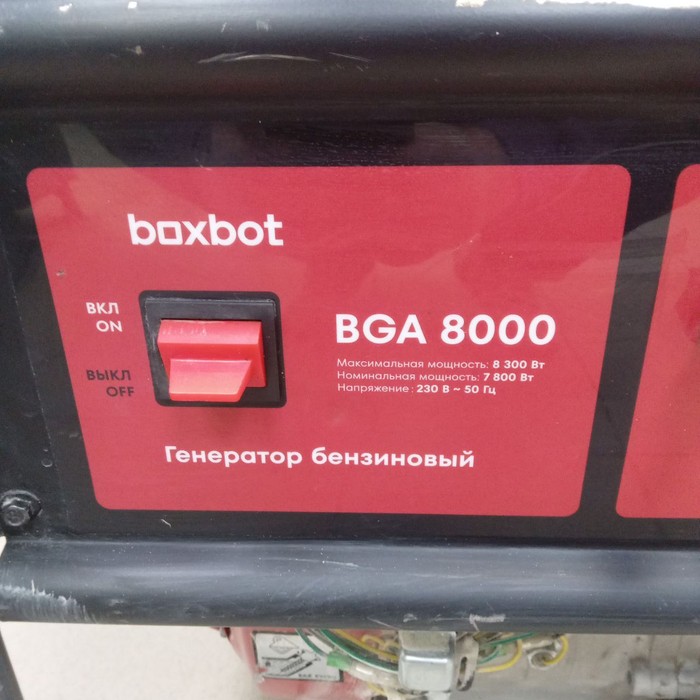 boxbot
ВКЛ
ON
ВЫКЛ
OFF
BGA 8000
Максимальная мощность: 8 300 Вт
Номинальная мощность: 7 800 Вт
Напряжение: 230 В ~ 50 Гц
Генератор бензиновый